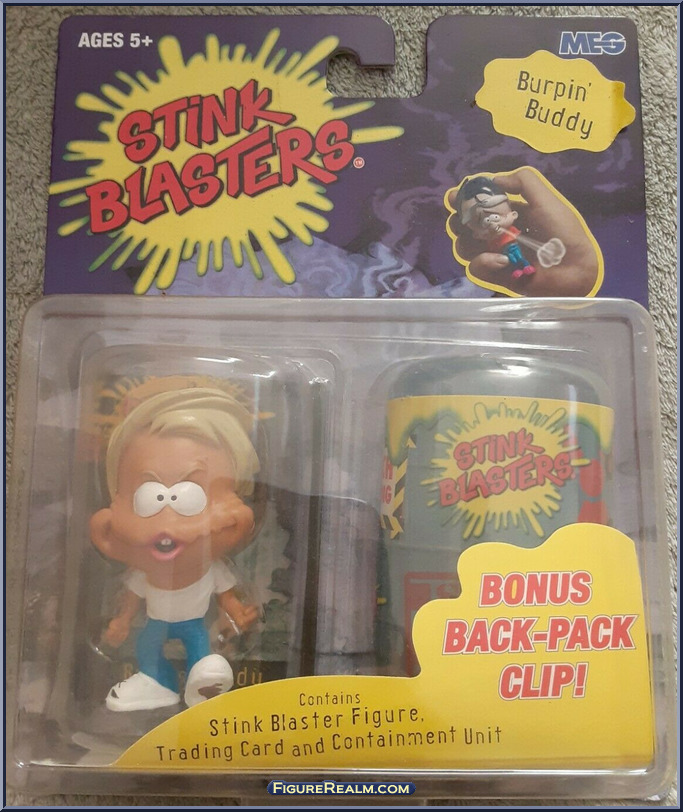 AGES 5+
MEG
Burpin'
Buddy
STINK
BLASTERS
TM
STINK
BLASTERS
BONUS
BACK-PACK
CLIP!
Contains
Stink Blaster Figure,
Trading Card and Containment Unit
FIGUREREALM.COM